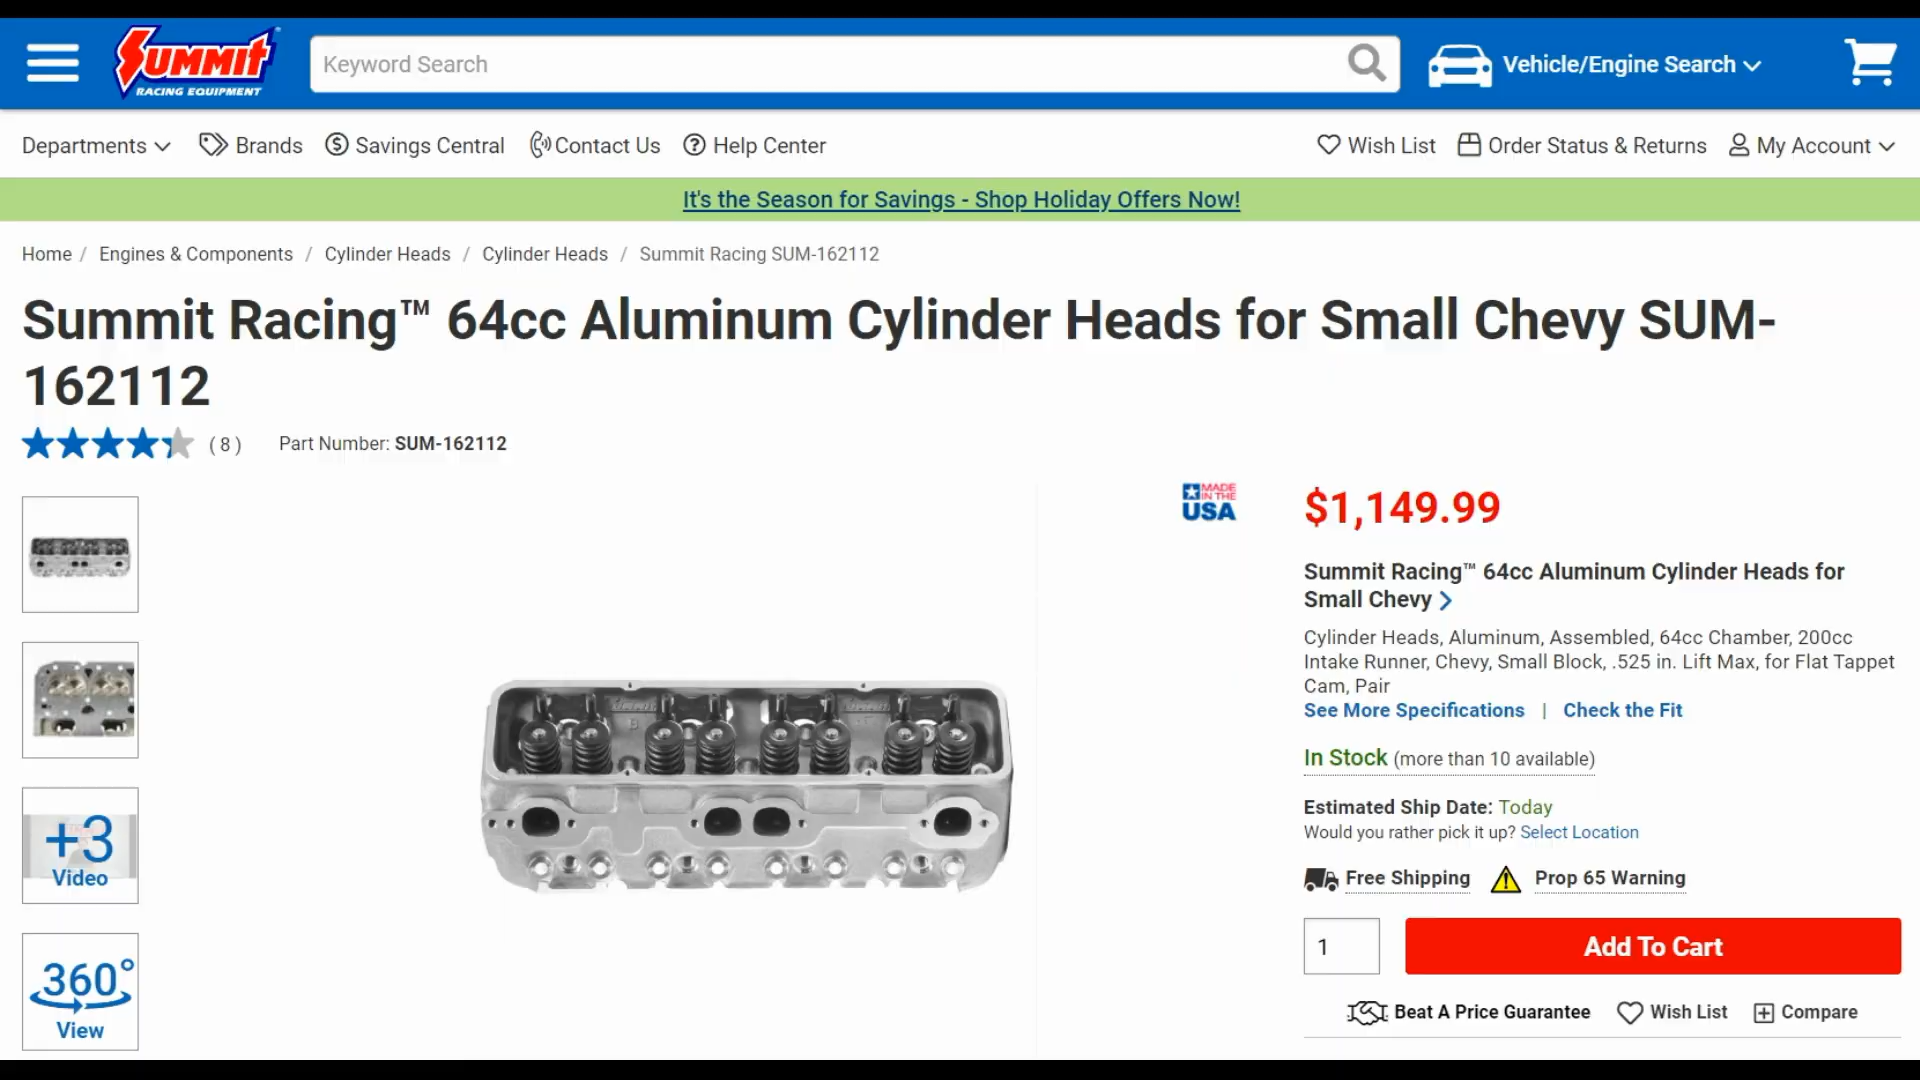 SUMMIT
RACING EQUIPMENT
Keyword Search
Vehicle/Engine Search
Departments
Brands
Savings Central
Contact Us
Help Center
Wish List
Order Status & Returns
My Account
It's the Season for Savings - Shop Holiday Offers Now!
Home / Engines & Components / Cylinder Heads / Cylinder Heads / Summit Racing SUM-162112
Summit Racing™ 64cc Aluminum Cylinder Heads for Small Chevy SUM-
162112
( 8 )
Part Number: SUM-162112
MADE
IN THE
USA
$1,149.99
Summit Racing™ 64cc Aluminum Cylinder Heads for
Small Chevy
Cylinder Heads, Aluminum, Assembled, 64cc Chamber, 200cc
Intake Runner, Chevy, Small Block, .525 in. Lift Max, for Flat Tappet
Cam, Pair
See More Specifications | Check the Fit
In Stock (more than 10 available)
Estimated Ship Date: Today
Would you rather pick it up? Select Location
Free Shipping
Prop 65 Warning
1
Add To Cart
Beat A Price Guarantee
Wish List
Compare
+3
Video
360°
View